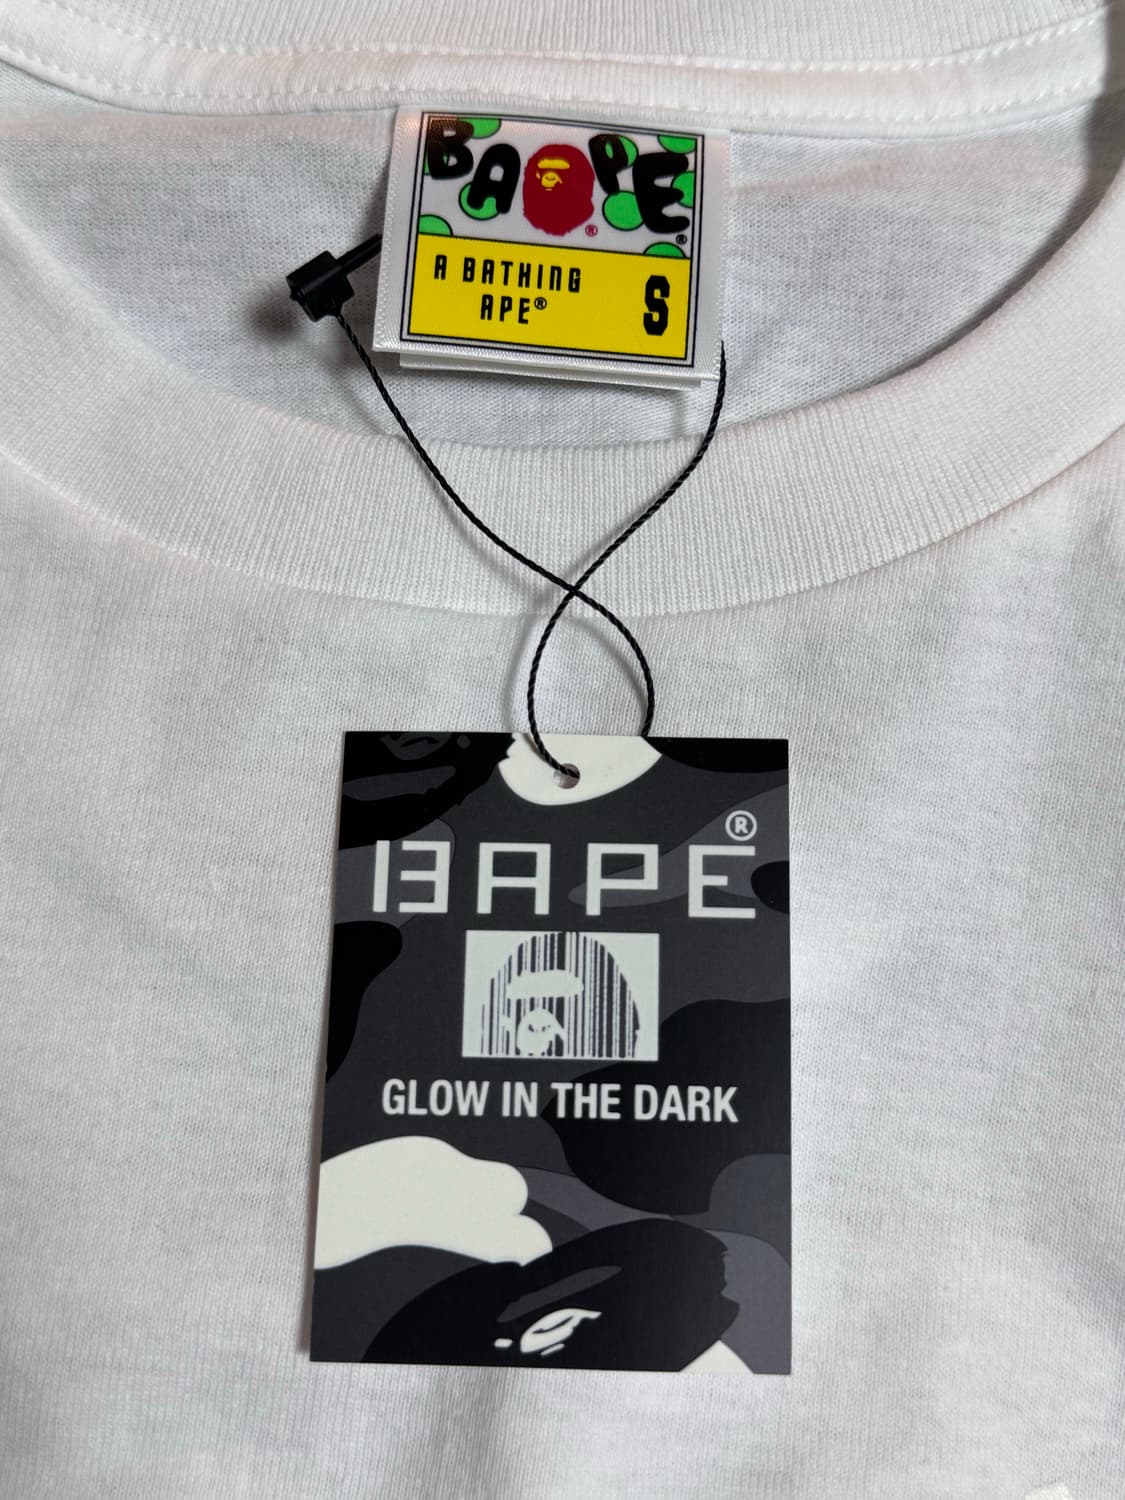 BAPE®
®
A BATHING
APE® S
BAPE®
GLOW IN THE DARK